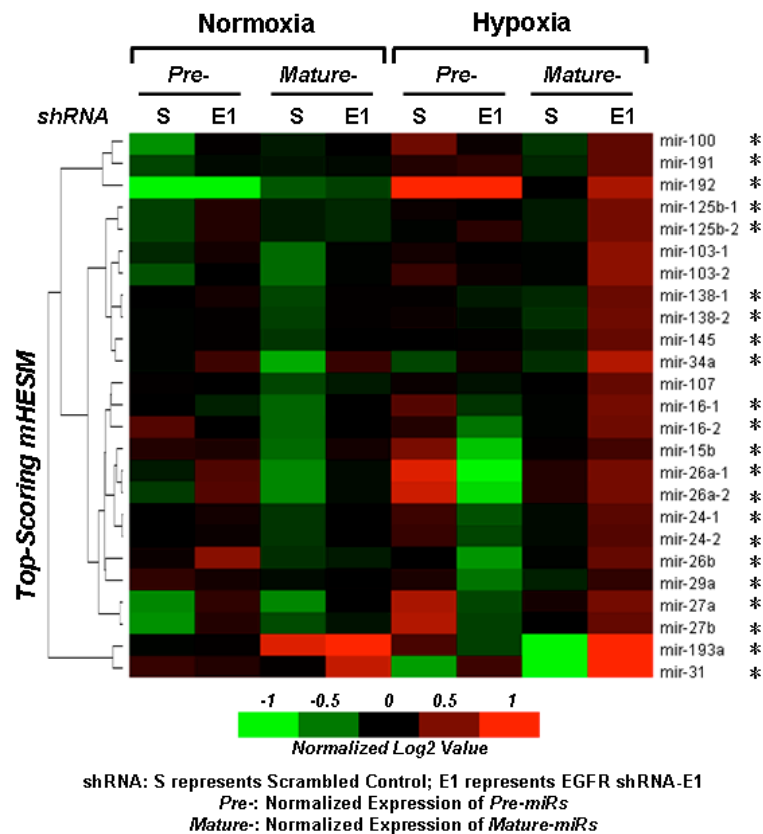 Normoxia Hypoxia
Pre- Mature- Pre- Mature-
shRNA S E1 S E1 S E1 S E1
Top-Scoring mHESM
mir-100 *
mir-191 *
mir-192 *
mir-125b-1 *
mir-125b-2 *
mir-103-1
mir-103-2
mir-138-1 *
mir-138-2 *
mir-145 *
mir-34a *
mir-107
mir-16-1 *
mir-16-2 *
mir-15b *
mir-26a-1 *
mir-26a-2 *
mir-24-1 *
mir-24-2 *
mir-26b *
mir-29a *
mir-27a *
mir-27b *
mir-193a *
mir-31 *
-1 -0.5 0 0.5 1
Normalized Log2 Value
shRNA: S represents Scrambled Control; E1 represents EGFR shRNA-E1
Pre-: Normalized Expression of Pre-miRs
Mature-: Normalized Expression of Mature-miRs